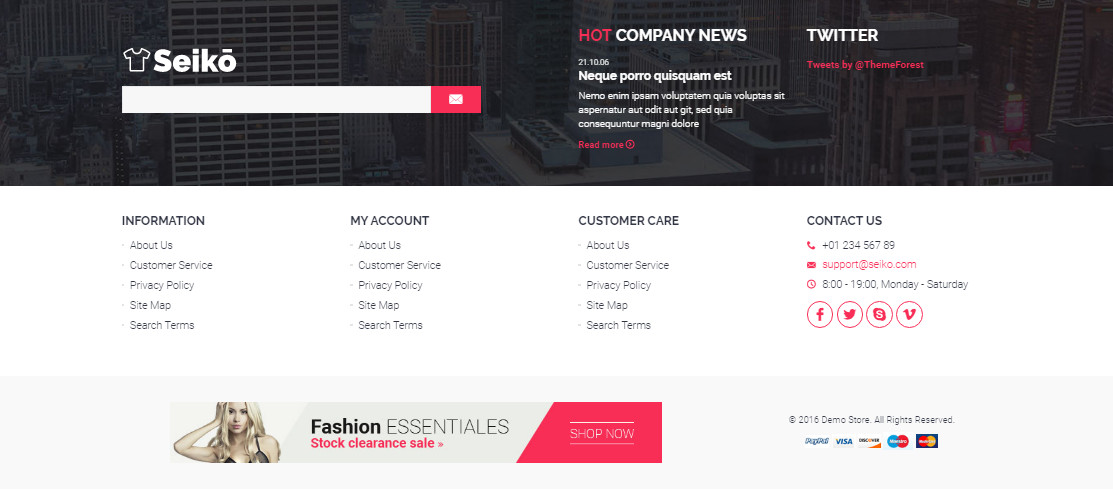 Seikō
HOT COMPANY NEWS
21.10.06
Neque porro quisquam est
Nemo enim ipsam voluptatem quia voluptas sit
aspernatur aut odit aut git, sed quia
consequuntur magni dolore
Read more
TWITTER
Tweets by @ThemeForest
INFORMATION
About Us
Customer Service
Privacy Policy
Site Map
Search Terms
MY ACCOUNT
About Us
Customer Service
Privacy Policy
Site Map
Search Terms
CUSTOMER CARE
About Us
Customer Service
Privacy Policy
Site Map
Search Terms
CONTACT US
+01 234 567 89
support@seiko.com
8:00 - 19:00, Monday - Saturday
Fashion ESSENTIALES
Stock clearance sale »
SHOP NOW
© 2016 Demo Store. All Rights Reserved.
PayPal VISA DISCOVER Maestro MasterCard